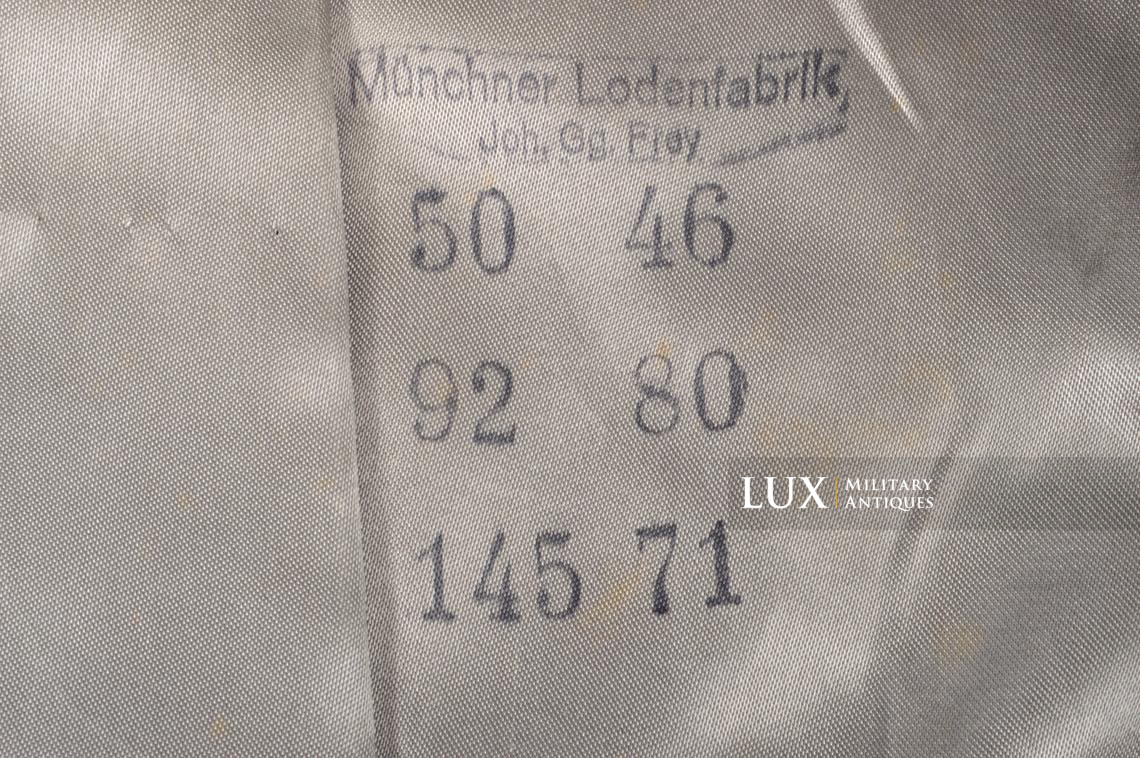 Münchner Lodenfabrik,
Joh. Gg. Frey
50 46
92 80
145 71
LUX MILITARY
ANTIQUES